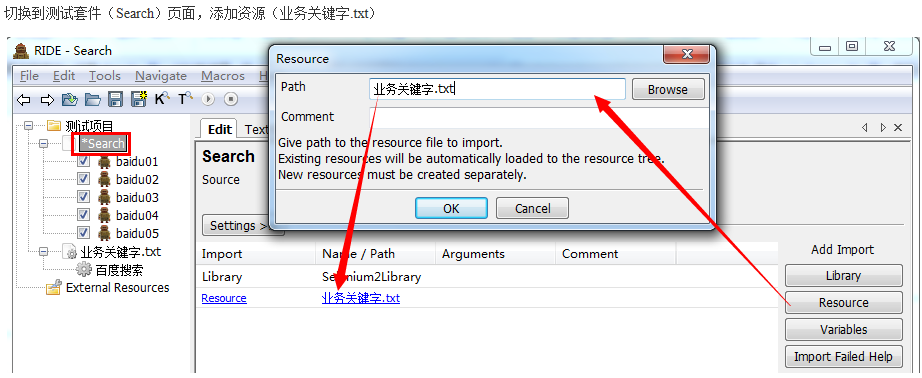 切换到测试套件（Search）页面，添加资源（业务关键字.txt）
RIDE - Search
File Edit Tools Navigate Macros H
Resource
Path 业务关键字.txt Browse
Comment
Give path to the resource file to import.
Existing resources will be automatically loaded to the resource tree.
New resources must be created separately.
OK Cancel
测试项目
*Search
baidu01
baidu02
baidu03
baidu04
baidu05
业务关键字.txt
百度搜索
External Resources
Edit Text
Search
Source
Settings >
Import Name / Path Arguments Comment
Library Selenium2Library
Resource 业务关键字.txt
Add Import
Library
Resource
Variables
Import Failed Help